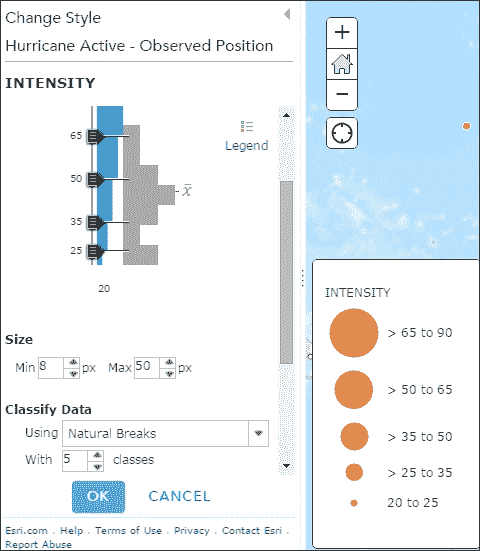 Change Style
Hurricane Active - Observed Position
INTENSITY
65
50
35
25
20
x̄
Legend
Size
Min 8 px Max 50 px
Classify Data
Using Natural Breaks
With 5 classes
OK CANCEL
Esri.com . Help . Terms of Use . Privacy . Contact Esri .
Report Abuse
INTENSITY
> 65 to 90
> 50 to 65
> 35 to 50
> 25 to 35
20 to 25